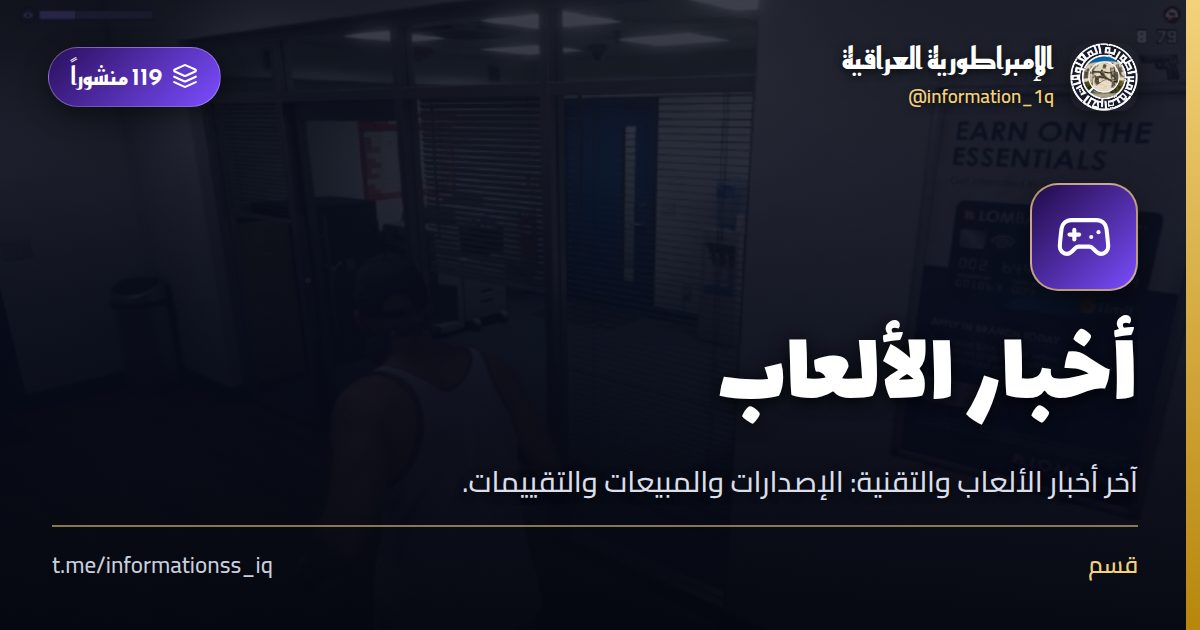 الإمبراطورية العراقية
@information_1q
119 منشوراً
EARN ON THE
ESSENTIALS
أخبار الألعاب
آخر أخبار الألعاب والتقنية: الإصدارات والمبيعات والتقييمات.
قسم
t.me/informationss_iq